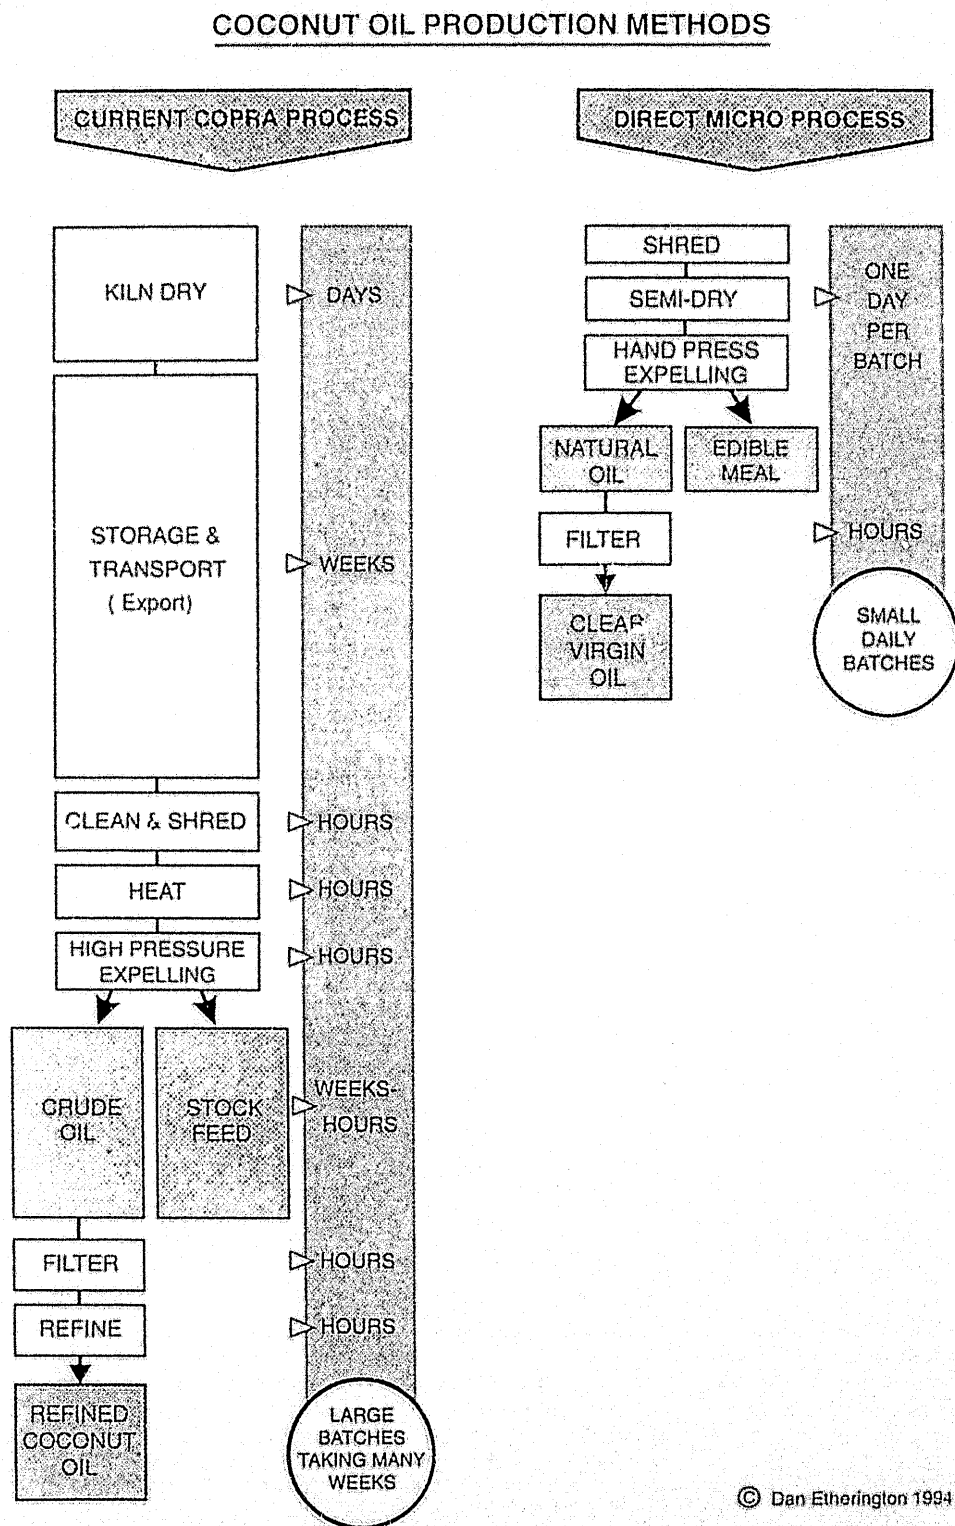 COCONUT OIL PRODUCTION METHODS
CURRENT COPRA PROCESS
KILN DRY
DAYS
STORAGE &
TRANSPORT
( Export)
WEEKS
CLEAN & SHRED
HOURS
HEAT
HOURS
HIGH PRESSURE
EXPELLING
HOURS
CRUDE
OIL
STOCK
FEED
WEEKS-
HOURS
FILTER
HOURS
REFINE
HOURS
REFINED
COCONUT
OIL
LARGE
BATCHES
TAKING MANY
WEEKS
DIRECT MICRO PROCESS
SHRED
SEMI-DRY
HAND PRESS
EXPELLING
ONE
DAY
PER
BATCH
NATURAL
OIL
EDIBLE
MEAL
FILTER
HOURS
CLEAR
VIRGIN
OIL
SMALL
DAILY
BATCHES
© Dan Etherington 1994